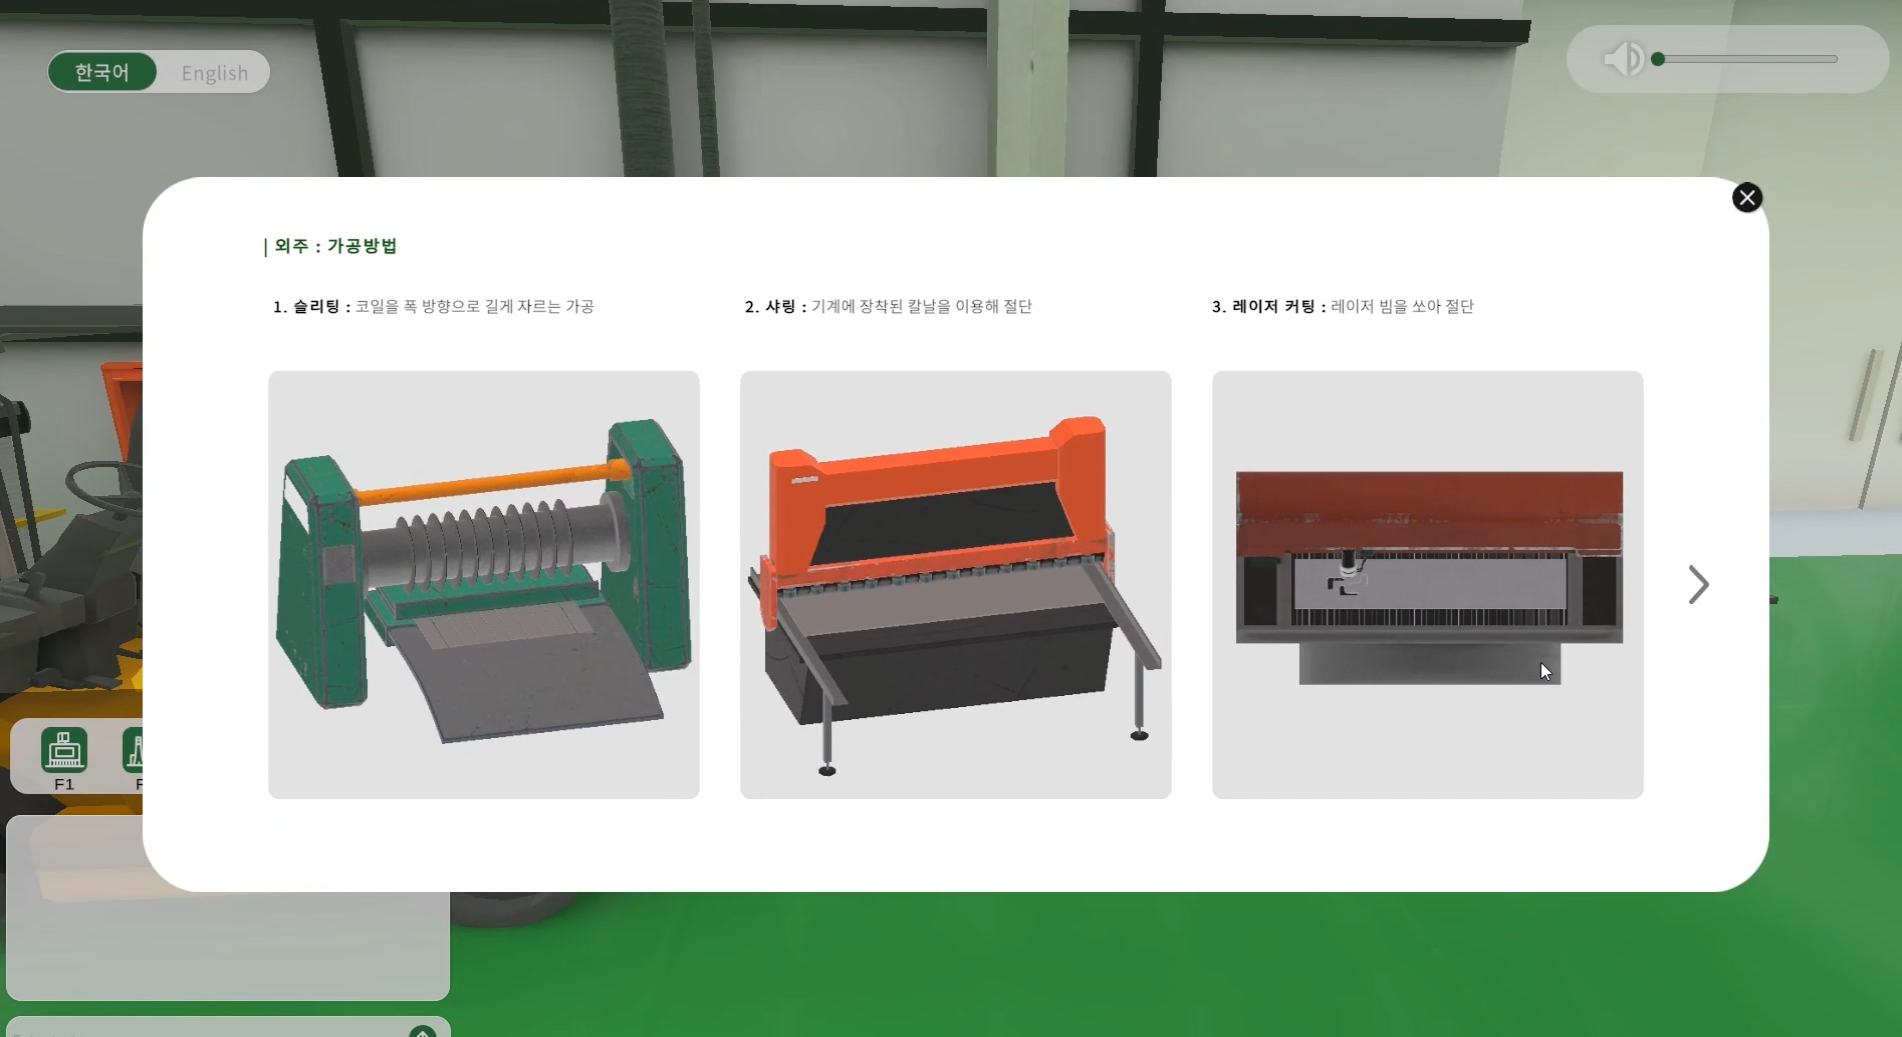 한국어 English
| 외주 : 가공방법
1. 슬리팅 : 코일을 폭 방향으로 길게 자르는 가공
2. 샤링 : 기계에 장착된 칼날을 이용해 절단
3. 레이저 커팅 : 레이저 빔을 쏘아 절단
F1